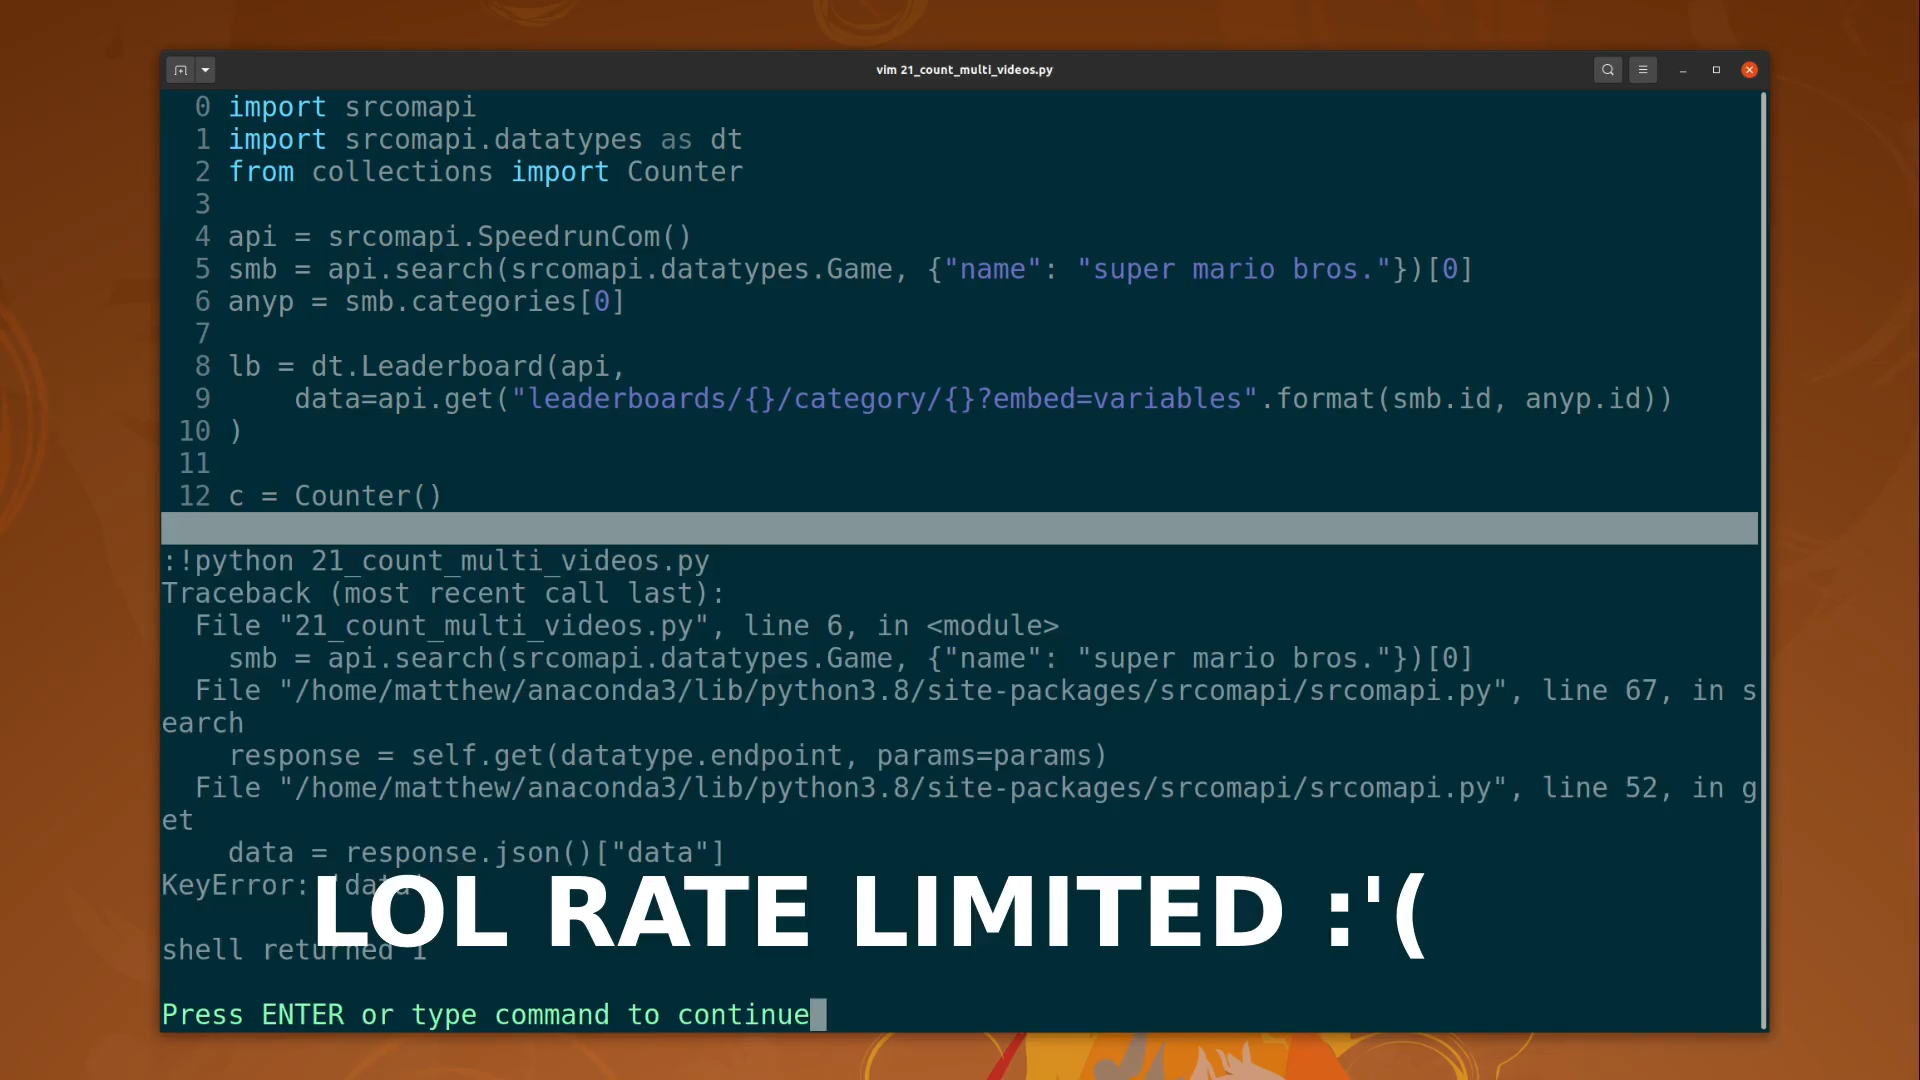 vim 21_count_multi_videos.py
0 import srcomapi
1 import srcomapi.datatypes as dt
2 from collections import Counter
3
4 api = srcomapi.SpeedrunCom()
5 smb = api.search(srcomapi.datatypes.Game, {"name": "super mario bros."})[0]
6 anyp = smb.categories[0]
7
8 lb = dt.Leaderboard(api,
9     data=api.get("leaderboards/{}/category/{}?embed=variables".format(smb.id, anyp.id))
10 )
11
12 c = Counter()
:!python 21_count_multi_videos.py
Traceback (most recent call last):
  File "21_count_multi_videos.py", line 6, in <module>
    smb = api.search(srcomapi.datatypes.Game, {"name": "super mario bros."})[0]
  File "/home/matthew/anaconda3/lib/python3.8/site-packages/srcomapi/srcomapi.py", line 67, in s
earch
    response = self.get(datatype.endpoint, params=params)
  File "/home/matthew/anaconda3/lib/python3.8/site-packages/srcomapi/srcomapi.py", line 52, in g
et
    data = response.json()["data"]
KeyError: 'data'
LOL RATE LIMITED :'(
shell returned 1
Press ENTER or type command to continue